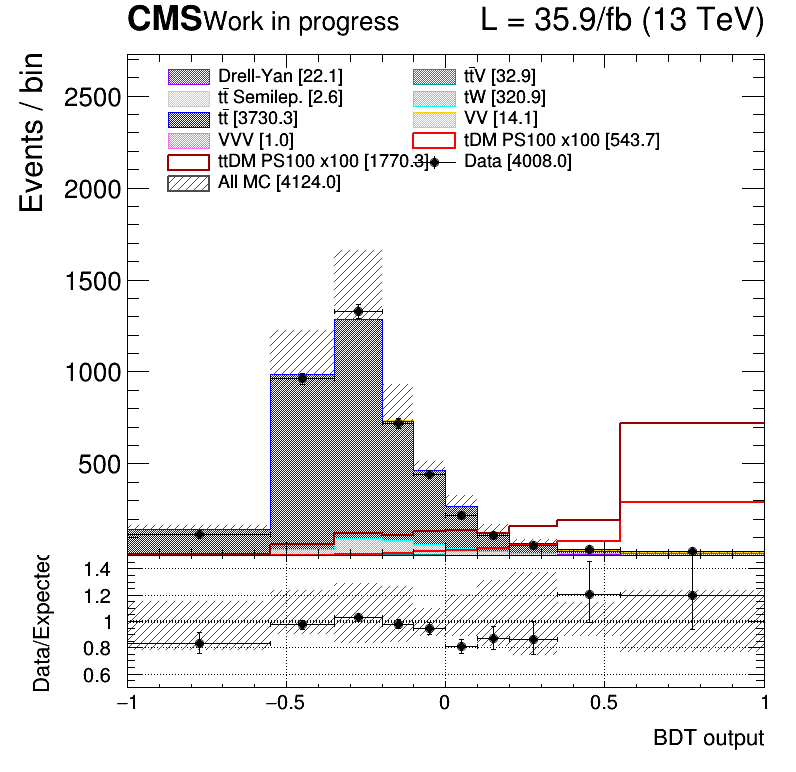 CMS Work in progress L = 35.9/fb (13 TeV)
Events / bin
2500
2000
1500
1000
500
Drell-Yan [22.1]
tt̄V [32.9]
tt̄ Semilep. [2.6]
tW [320.9]
tt̄ [3730.3]
VV [14.1]
VVV [1.0]
tDM PS100 x100 [543.7]
ttDM PS100 x100 [1770.3]
Data [4008.0]
All MC [4124.0]
Data/Expected
1.4
1.2
1
0.8
0.6
−1 −0.5 0 0.5 1
BDT output